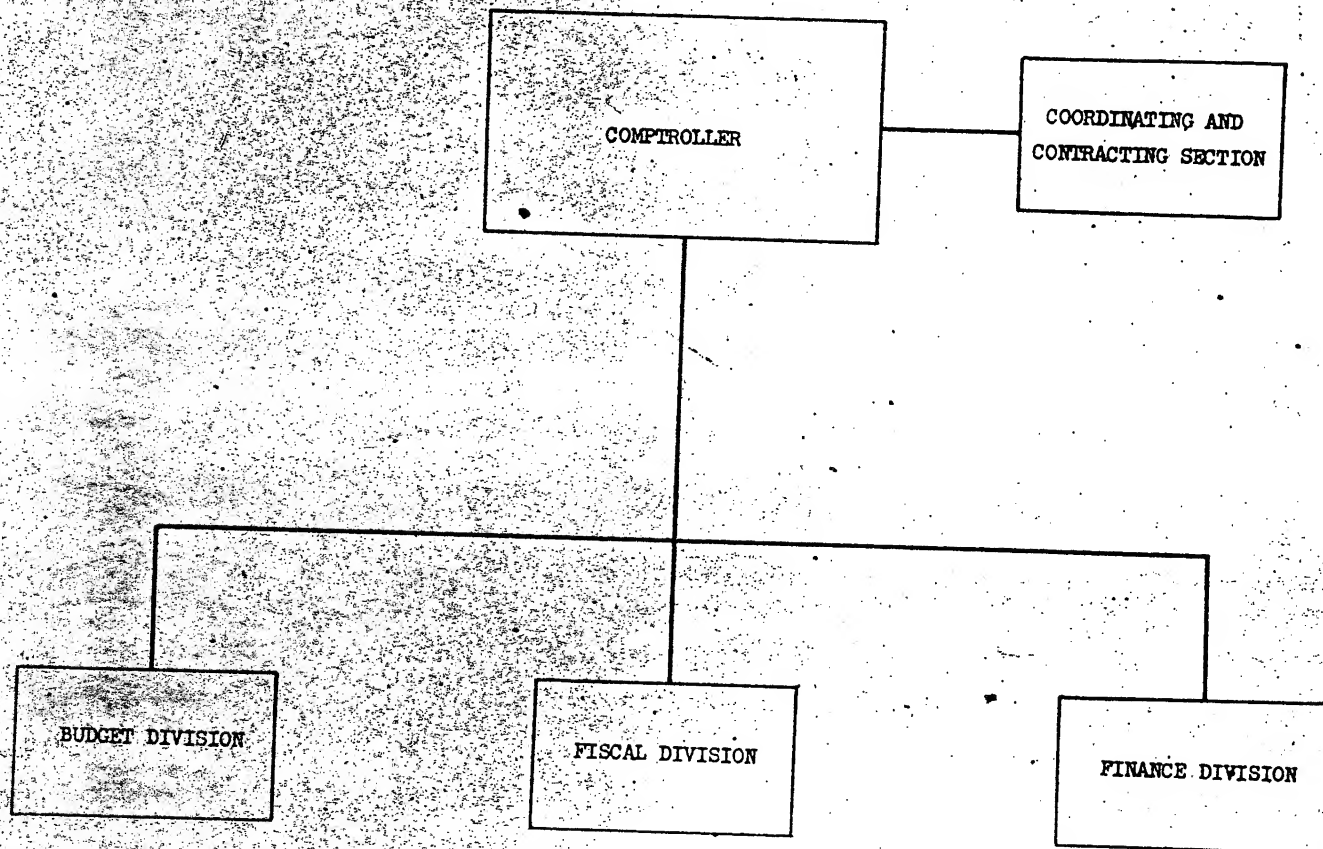 COMPTROLLER
COORDINATING AND
CONTRACTING SECTION
BUDGET DIVISION
FISCAL DIVISION
FINANCE DIVISION